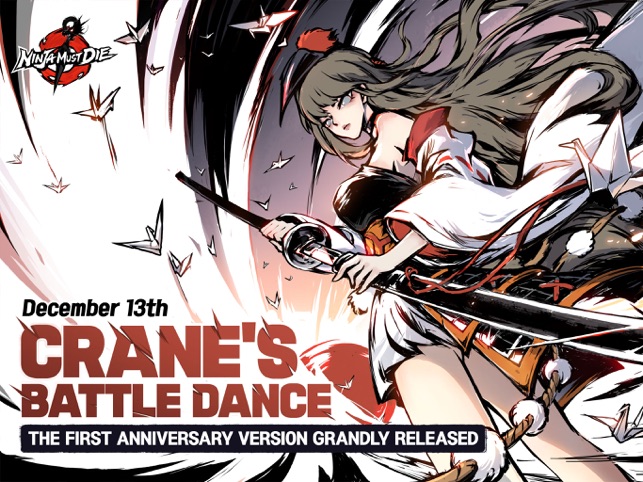 NINJA MUST DIE
December 13th
CRANE'S
BATTLE DANCE
THE FIRST ANNIVERSARY VERSION GRANDLY RELEASED